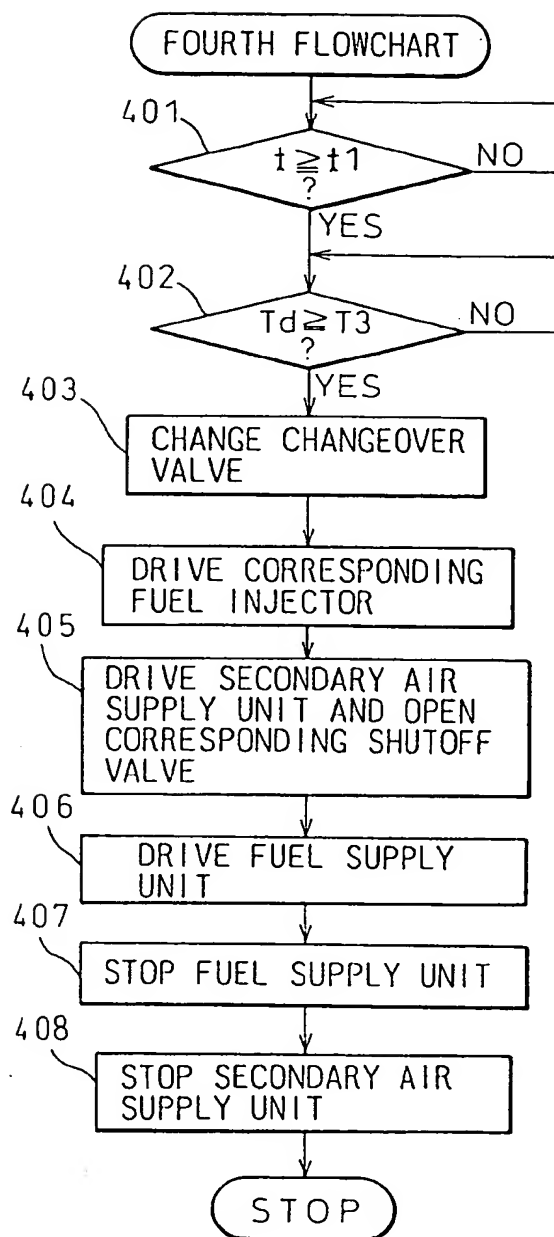 FOURTH FLOWCHART
401
t ≧ t1
?
NO
YES
402
Td ≧ T3
?
NO
YES
403
CHANGE CHANGEOVER
VALVE
404
DRIVE CORRESPONDING
FUEL INJECTOR
405
DRIVE SECONDARY AIR
SUPPLY UNIT AND OPEN
CORRESPONDING SHUTOFF
VALVE
406
DRIVE FUEL SUPPLY
UNIT
407
STOP FUEL SUPPLY UNIT
408
STOP SECONDARY AIR
SUPPLY UNIT
STOP